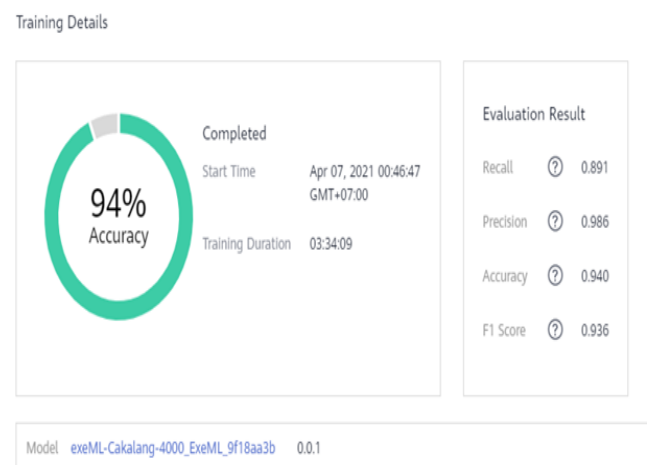 Training Details
94%
Accuracy
Completed
Start Time Apr 07, 2021 00:46:47
GMT+07:00
Training Duration 03:34:09
Evaluation Result
Recall ? 0.891
Precision ? 0.986
Accuracy ? 0.940
F1 Score ? 0.936
Model exeML-Cakalang-4000_ExeML_9f18aa3b 0.0.1